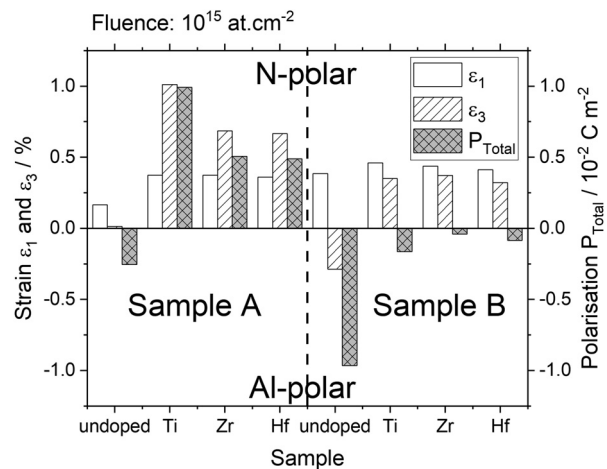 Fluence: 10¹⁵ at.cm⁻²
N-polar
ε₁
ε₃
P_Total
Strain ε₁ and ε₃ / %
1.0
0.5
0.0
-0.5
-1.0
Sample A
Sample B
Al-polar
1.0
0.5
0.0
-0.5
-1.0
Polarisation P_Total / 10⁻² C m⁻²
undoped Ti Zr Hf undoped Ti Zr Hf
Sample